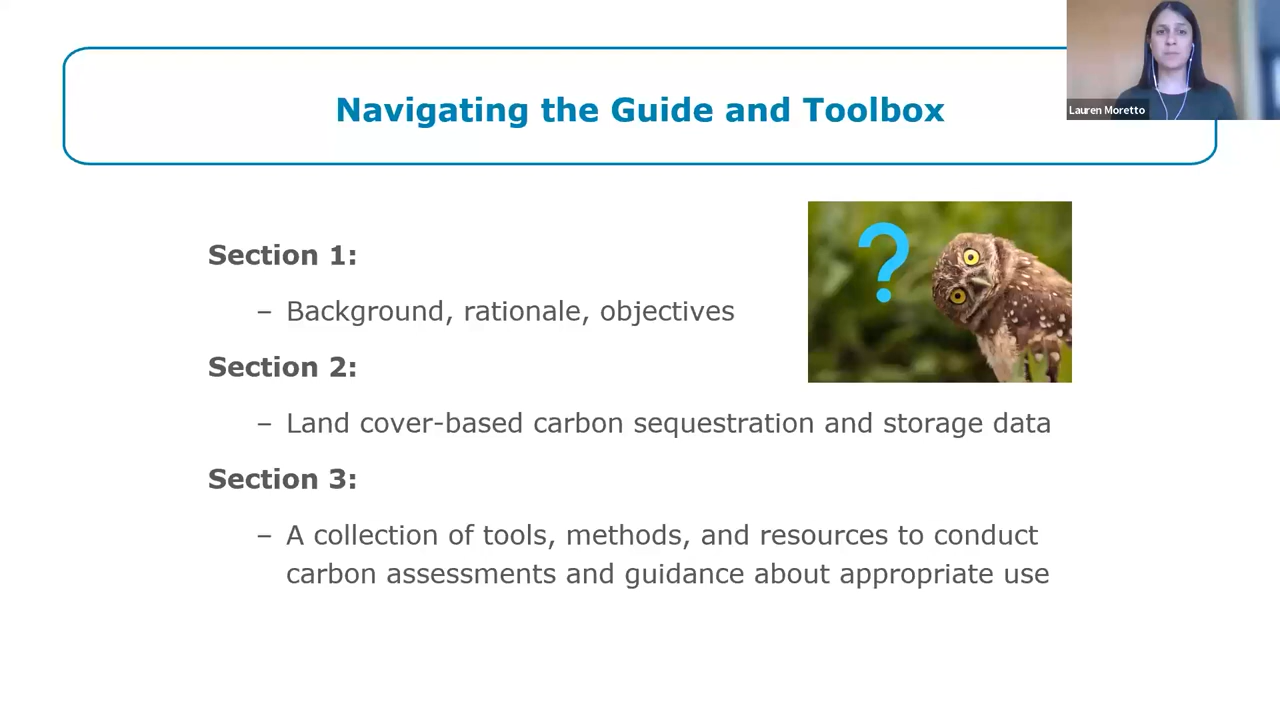 Navigating the Guide and Toolbox
Lauren Moretto
?
Section 1:
– Background, rationale, objectives
Section 2:
– Land cover-based carbon sequestration and storage data
Section 3:
– A collection of tools, methods, and resources to conduct
carbon assessments and guidance about appropriate use